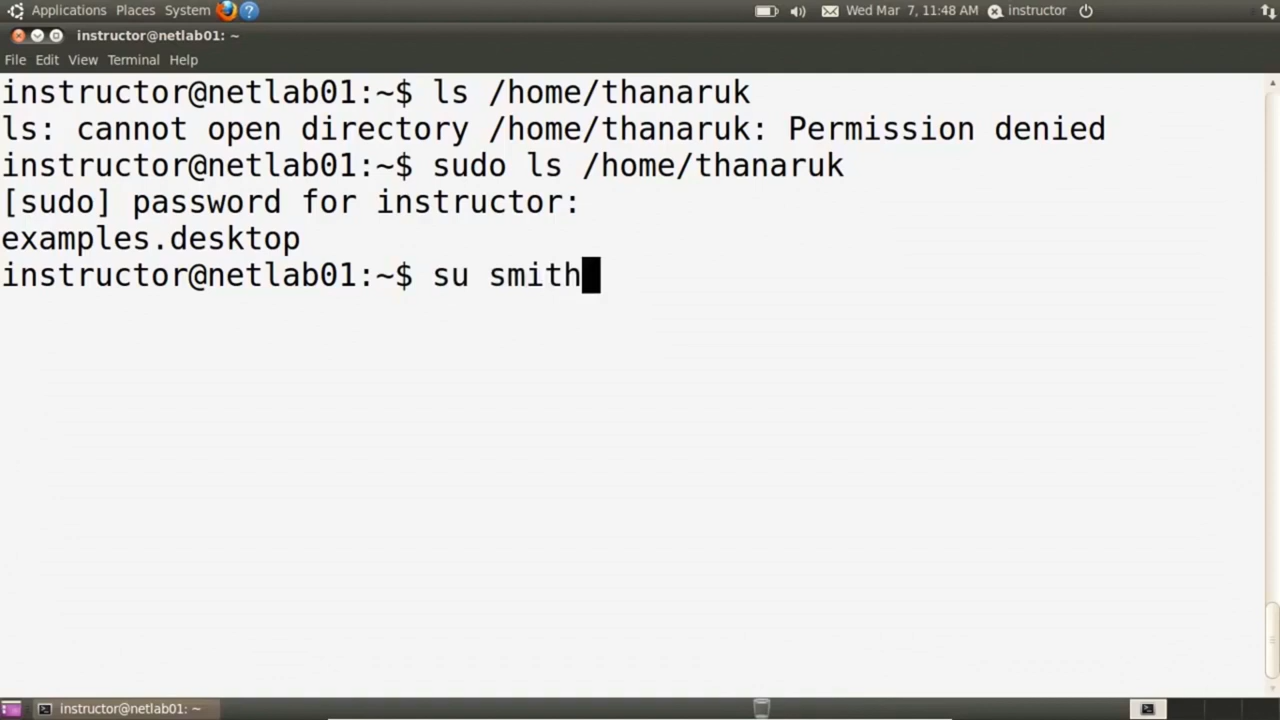 Applications Places System Wed Mar 7, 11:48 AM instructor
instructor@netlab01: ~
File Edit View Terminal Help
instructor@netlab01:~$ ls /home/thanaruk
ls: cannot open directory /home/thanaruk: Permission denied
instructor@netlab01:~$ sudo ls /home/thanaruk
[sudo] password for instructor:
examples.desktop
instructor@netlab01:~$ su smith
instructor@netlab01: ~